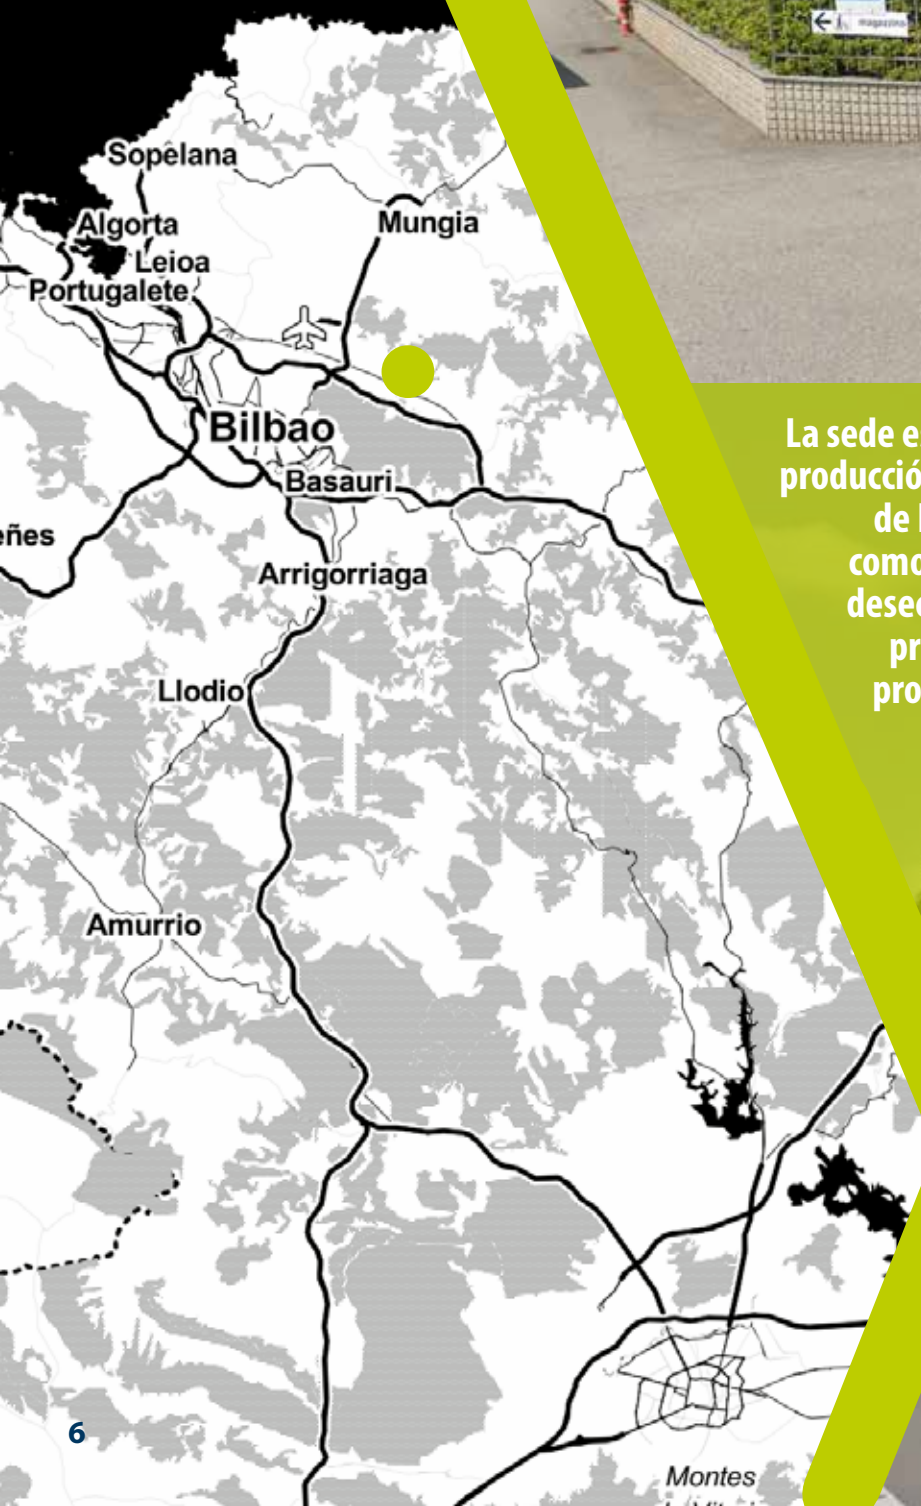 magazzino
Sopelana
Algorta
Mungia
Leioa
Portugalete
La sede e
producció
Bilbao
Basauri
de l
eñes
como
Arrigorriaga
desec
pr
Llodio
pro
Amurrio
6
Montes